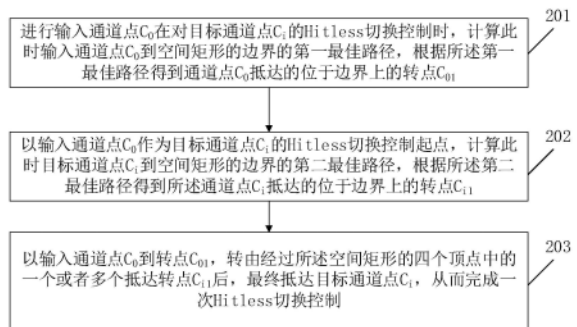 进行输入通道点C₀在对目标通道点Cᵢ的Hitless切换控制时，计算此
时输入通道点C₀到空间矩形的边界的第一最佳路径，根据所述第一
最佳路径得到通道点C₀抵达的位于边界上的转点C₀₁
201
以输入通道点C₀作为目标通道点Cᵢ的Hitless切换控制起点，计算此
时目标通道点Cᵢ到空间矩形的边界的第二最佳路径，根据所述第二
最佳路径得到所述通道点Cᵢ抵达的位于边界上的转点Cᵢ₁
202
以输入通道点C₀到转点C₀₁，转由经过所述空间矩形的四个顶点中的
一个或者多个抵达转点Cᵢ₁后，最终抵达目标通道点Cᵢ，从而完成一
次Hitless切换控制
203